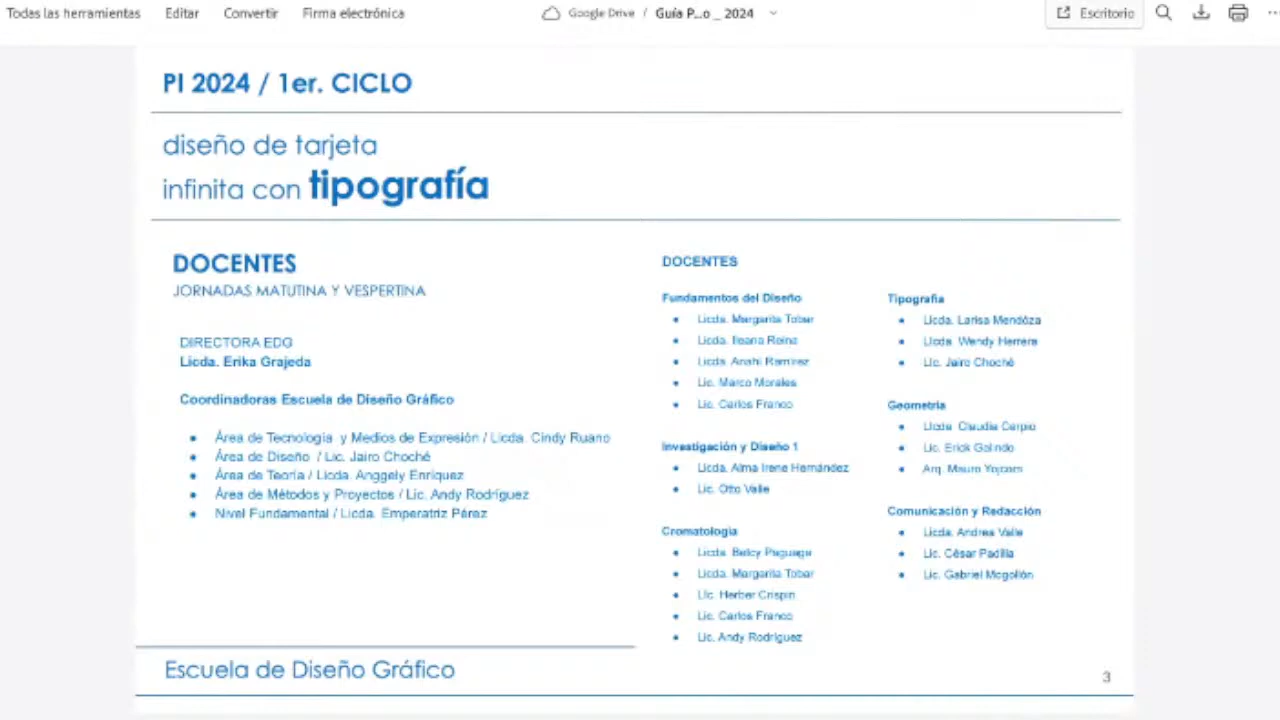 Todas las herramientas Editar Convertir Firma electrónica Google Drive / Guía P...o _ 2024 Escritorio
PI 2024 / 1er. CICLO
diseño de tarjeta
infinita con tipografía
DOCENTES
JORNADAS MATUTINA Y VESPERTINA
DIRECTORA EDG
Licda. Erika Grajeda
Coordinadoras Escuela de Diseño Gráfico
Área de Tecnología y Medios de Expresión / Licda. Cindy Ruano
Área de Diseño / Lic. Jairo Choché
Área de Teoría / Licda. Anggely Enríquez
Área de Métodos y Proyectos / Lic. Andy Rodríguez
Nivel Fundamental / Licda. Emperatriz Pérez
DOCENTES
Fundamentos del Diseño
Licda. Margarita Tobar
Licda. Ileana Reina
Licda. Anahí Ramírez
Lic. Marco Morales
Lic. Carlos Franco
Investigación y Diseño 1
Licda. Alma Irene Hernández
Lic. Otto Valle
Cromatología
Licda. Belcy
Licda. Margarita Tobar
Lic. Herber Crispín
Lic. Carlos Franco
Lic. Andy Rodríguez
Tipografía
Licda. Larisa Mendóza
Licda. Wendy Herrera
Lic. Jairo Choché
Geometría
Licda. Claudia Carpio
Lic. Erick Galindo
Arq. Mauro
Comunicación y Redacción
Licda. Andrea Valle
Lic. César Padilla
Lic. Gabriel Mogollón
Escuela de Diseño Gráfico
3